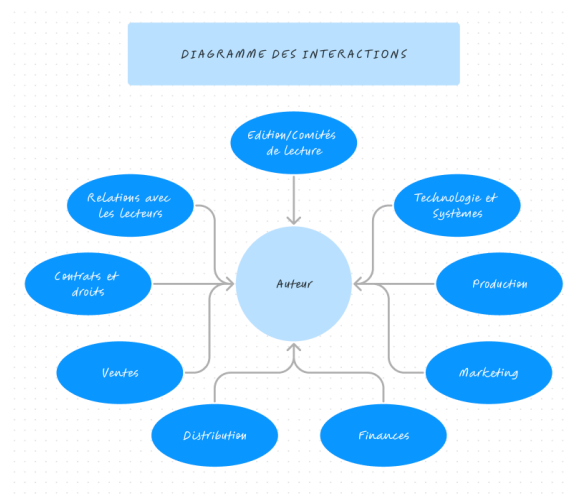 DIAGRAMME DES INTERACTIONS
Edition/Comités
de lecture
Relations avec
les lecteurs
Technologie et
Systèmes
Contrats et
droits
Auteur
Production
Ventes
Marketing
Distribution
Finances